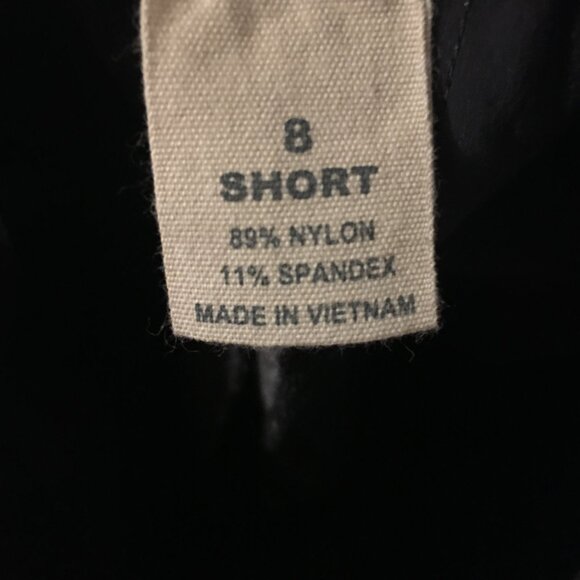 8
SHORT
89% NYLON
11% SPANDEX
MADE IN VIETNAM